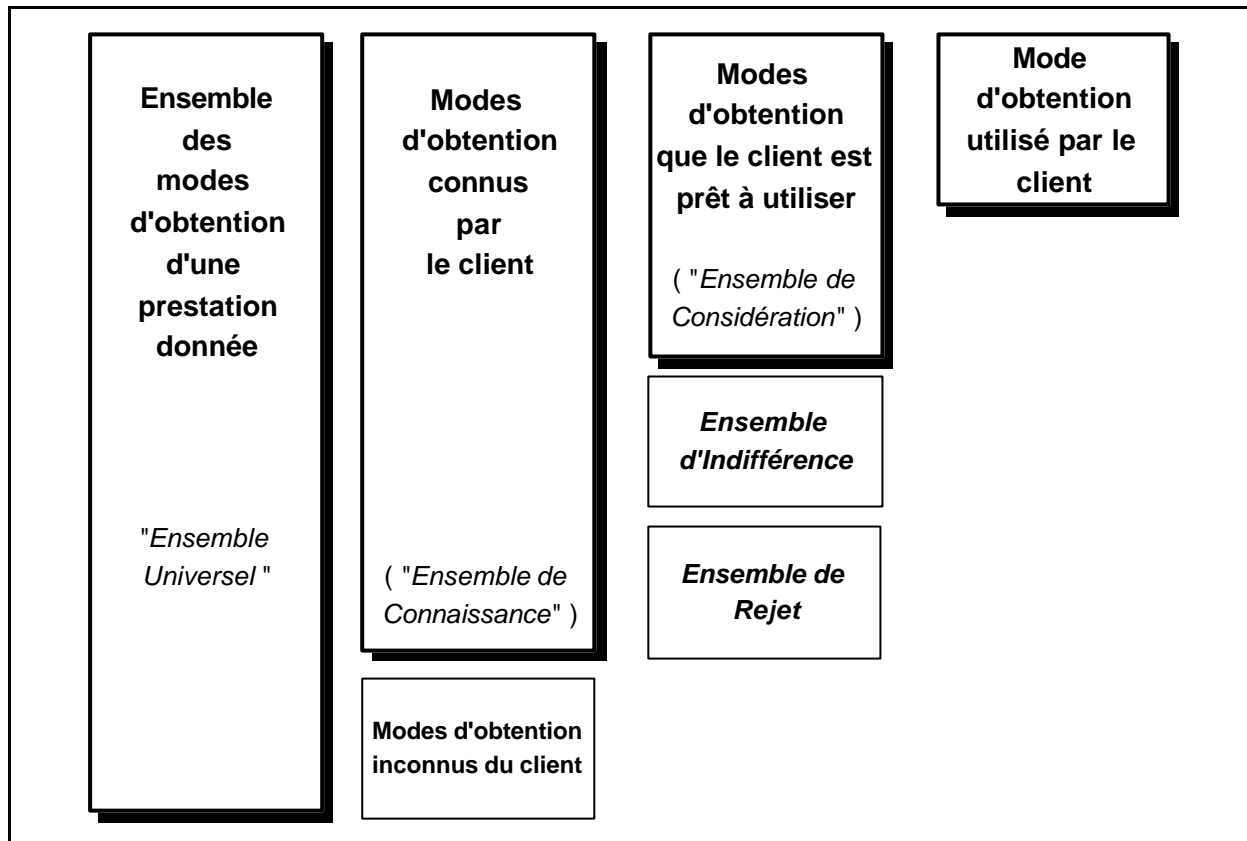 Ensemble
des
modes
d'obtention
d'une
prestation
donnée
"Ensemble
Universel "
Modes
d'obtention
connus
par
le client
( "Ensemble de
Connaissance" )
Modes d'obtention
inconnus du client
Modes
d'obtention
que le client est
prêt à utiliser
( "Ensemble de
Considération" )
Ensemble
d'Indifférence
Ensemble de
Rejet
Mode
d'obtention
utilisé par le
client